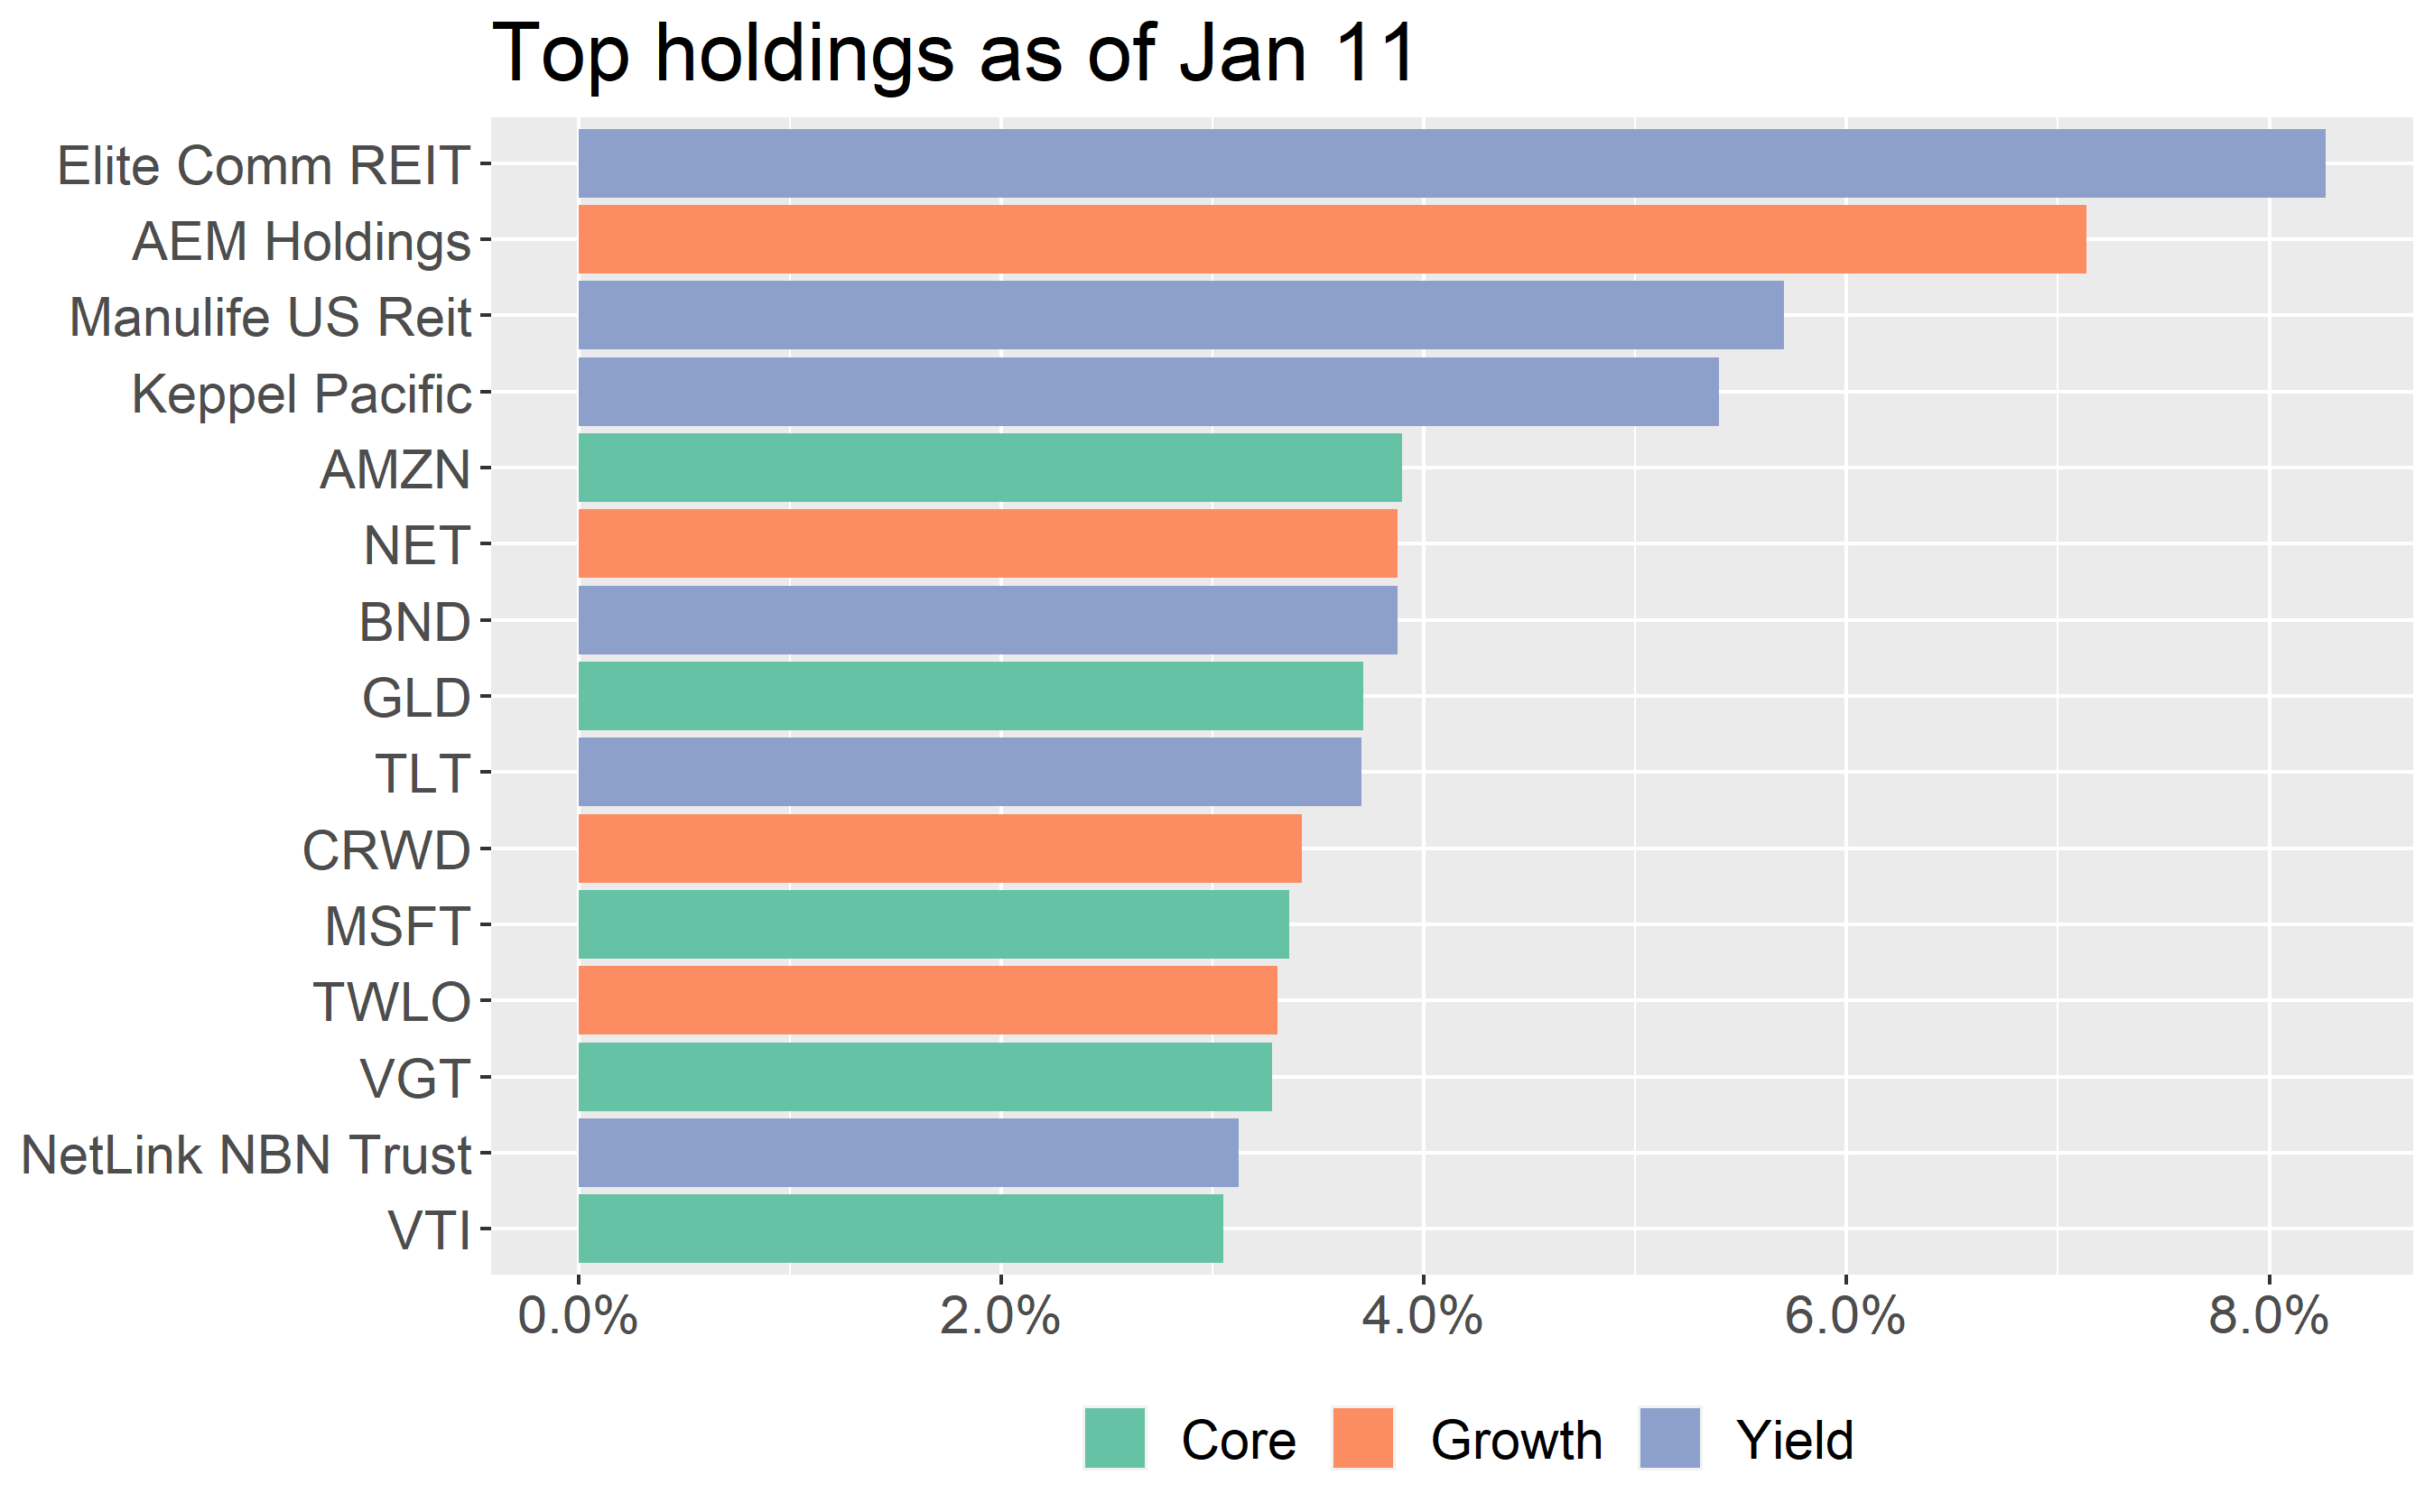 Top holdings as of Jan 11
Elite Comm REIT
AEM Holdings
Manulife US Reit
Keppel Pacific
AMZN
NET
BND
GLD
TLT
CRWD
MSFT
TWLO
VGT
NetLink NBN Trust
VTI
0.0% 2.0% 4.0% 6.0% 8.0%
Core Growth Yield